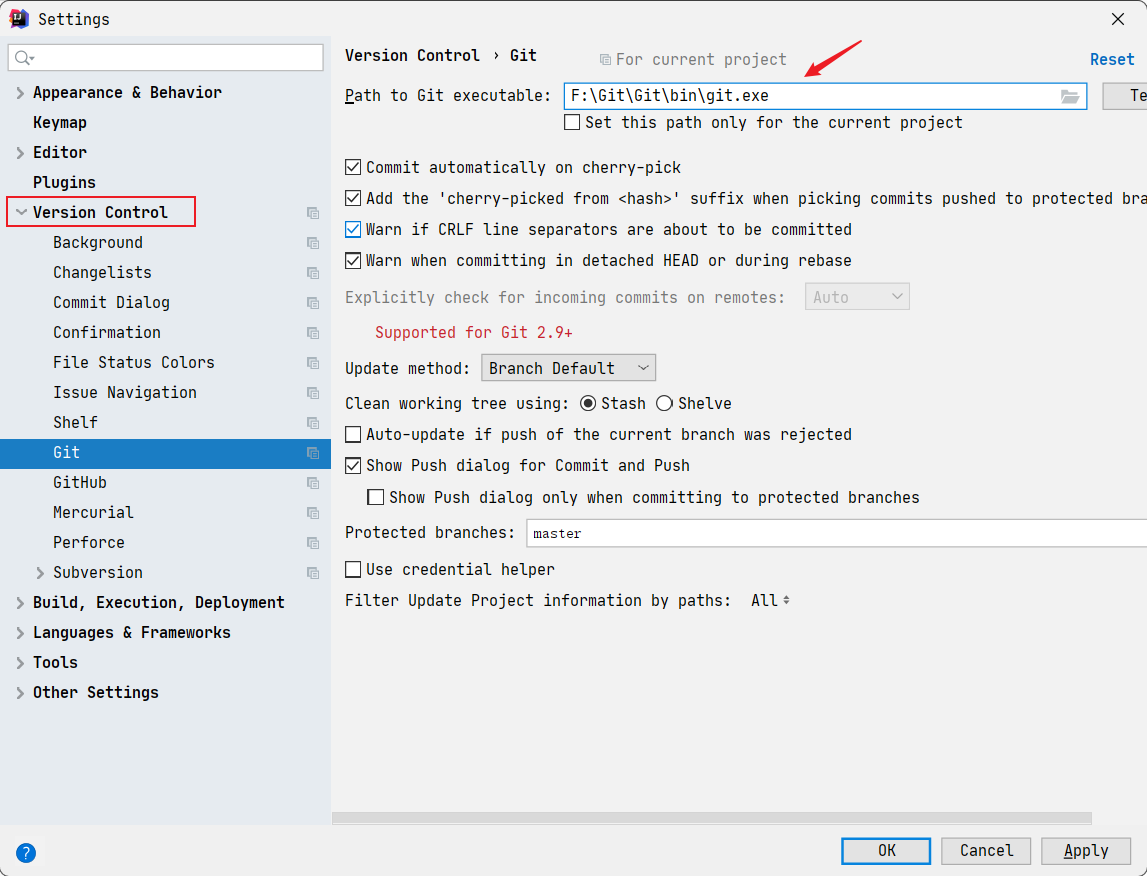 Settings
Version Control › Git
For current project
Reset
Appearance & Behavior
Keymap
Editor
Plugins
Version Control
Background
Changelists
Commit Dialog
Confirmation
File Status Colors
Issue Navigation
Shelf
Git
GitHub
Mercurial
Perforce
Subversion
Build, Execution, Deployment
Languages & Frameworks
Tools
Other Settings
Path to Git executable: F:\Git\Git\bin\git.exe Te
Set this path only for the current project
Commit automatically on cherry-pick
Add the 'cherry-picked from <hash>' suffix when picking commits pushed to protected bra
Warn if CRLF line separators are about to be committed
Warn when committing in detached HEAD or during rebase
Explicitly check for incoming commits on remotes: Auto
Supported for Git 2.9+
Update method: Branch Default
Clean working tree using: Stash Shelve
Auto-update if push of the current branch was rejected
Show Push dialog for Commit and Push
Show Push dialog only when committing to protected branches
Protected branches: master
Use credential helper
Filter Update Project information by paths: All
? OK Cancel Apply